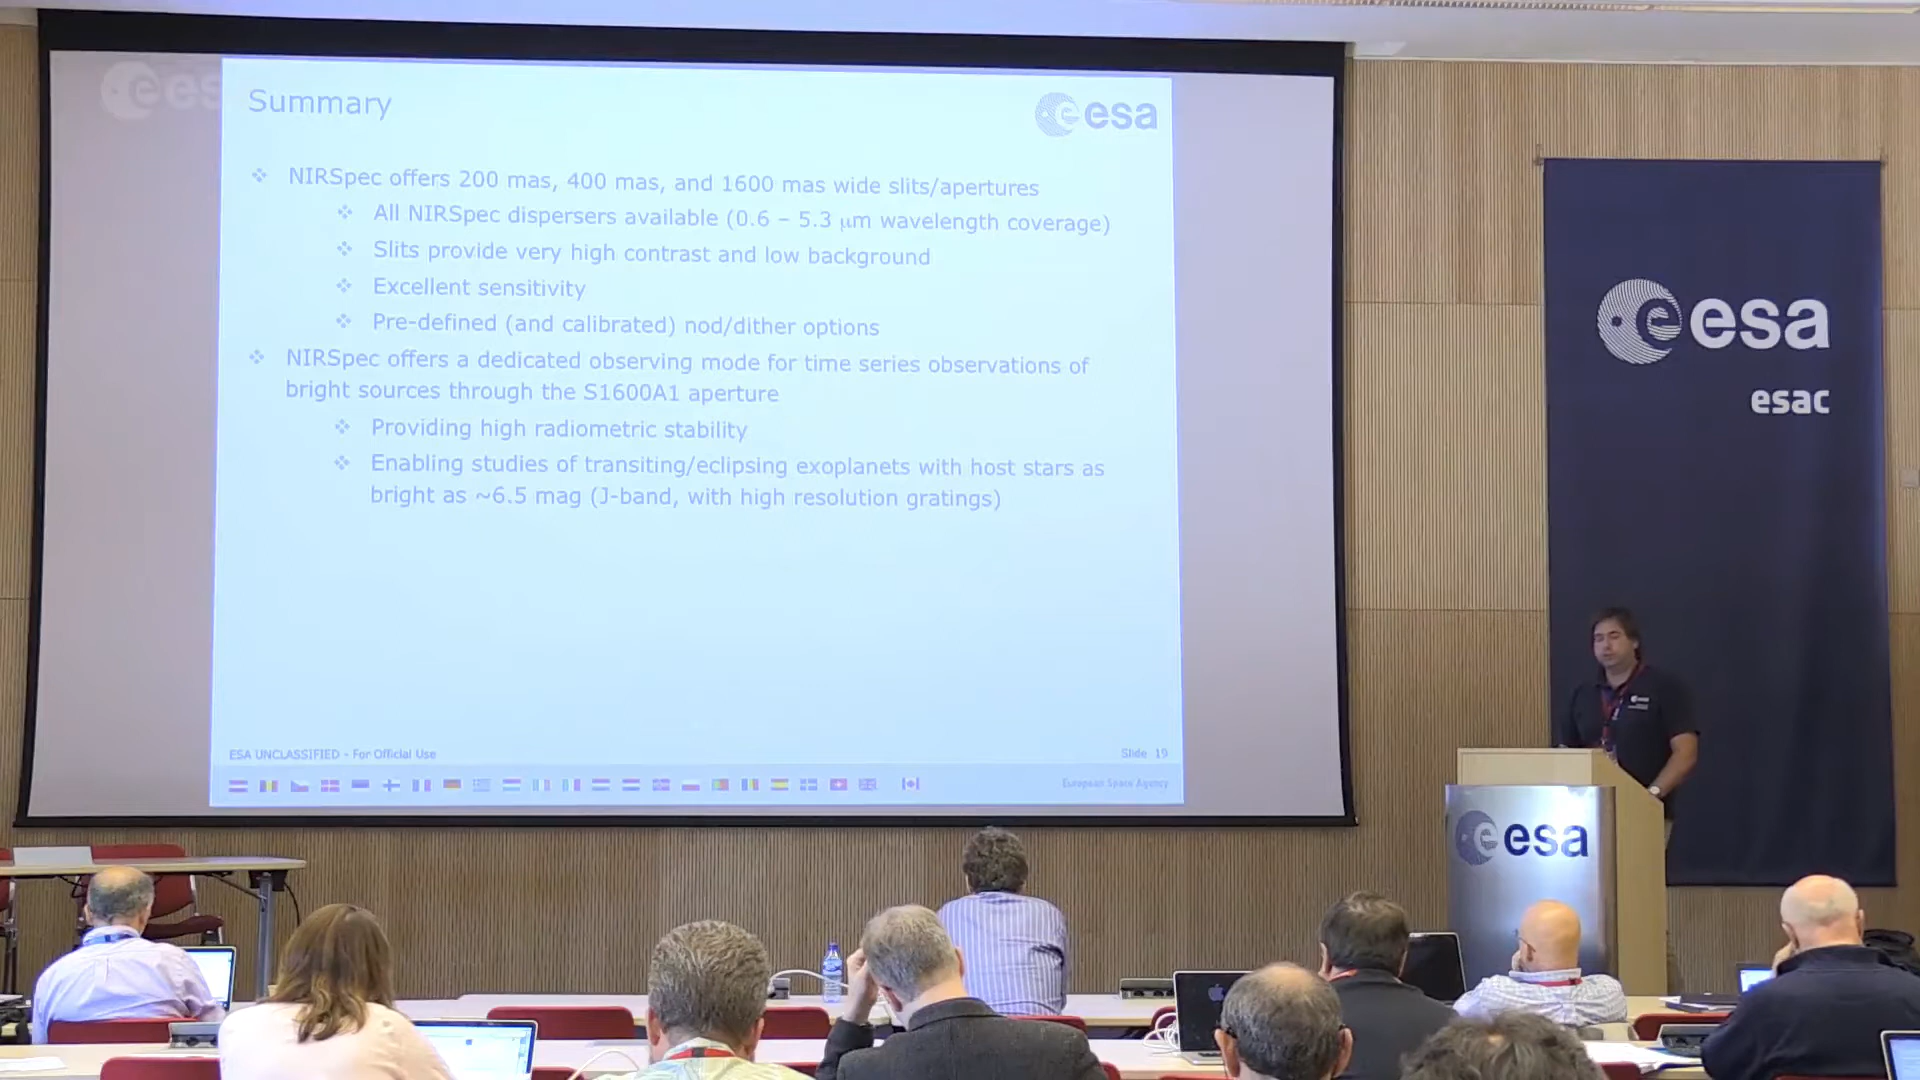 ees
Summary
esa
NIRSpec offers 200 mas, 400 mas, and 1600 mas wide slits/apertures
All NIRSpec dispersers available (0.6 – 5.3 μm wavelength coverage)
Slits provide very high contrast and low background
Excellent sensitivity
Pre-defined (and calibrated) nod/dither options
NIRSpec offers a dedicated observing mode for time series observations of
bright sources through the S1600A1 aperture
Providing high radiometric stability
Enabling studies of transiting/eclipsing exoplanets with host stars as
bright as ~6.5 mag (J-band, with high resolution gratings)
ESA UNCLASSIFIED - For Official Use
Slide 19
European Space Agency
esa
esac
esa